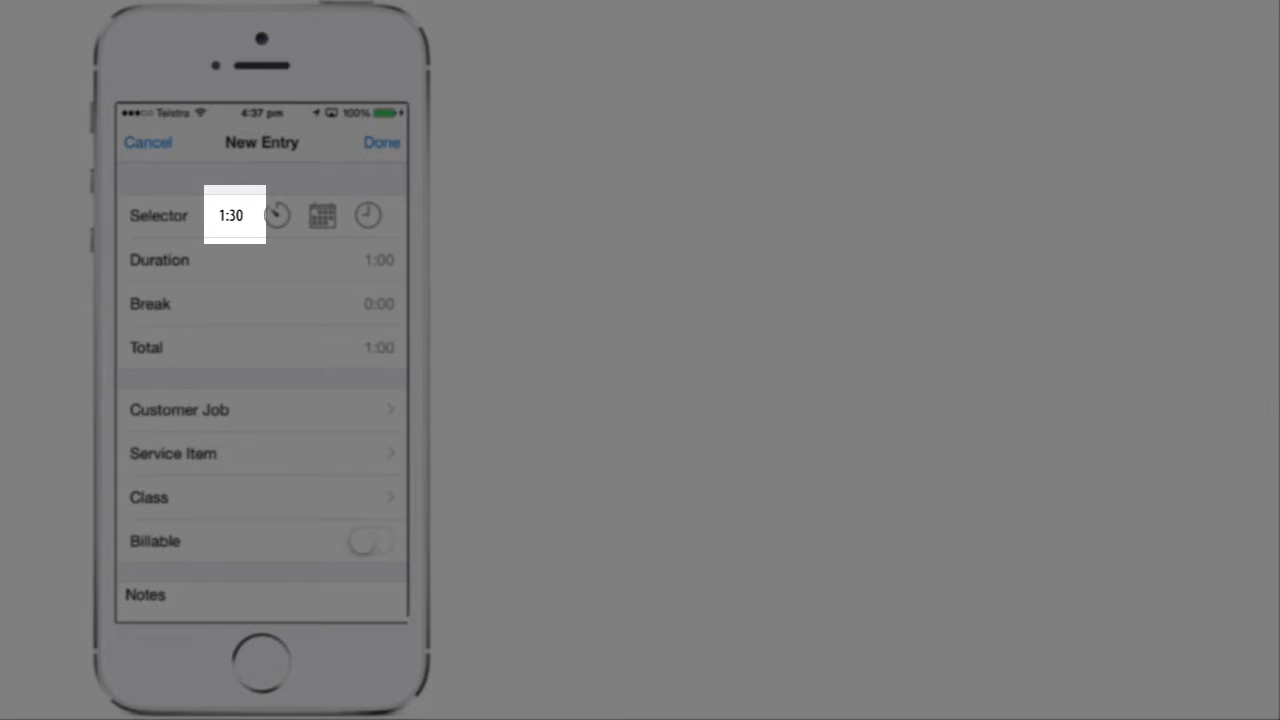 Telstra 4:37 pm 100%
Cancel New Entry Done
Selector 1:30
Duration 1:00
Break 0:00
Total 1:00
Customer Job
Service Item
Class
Billable
Notes